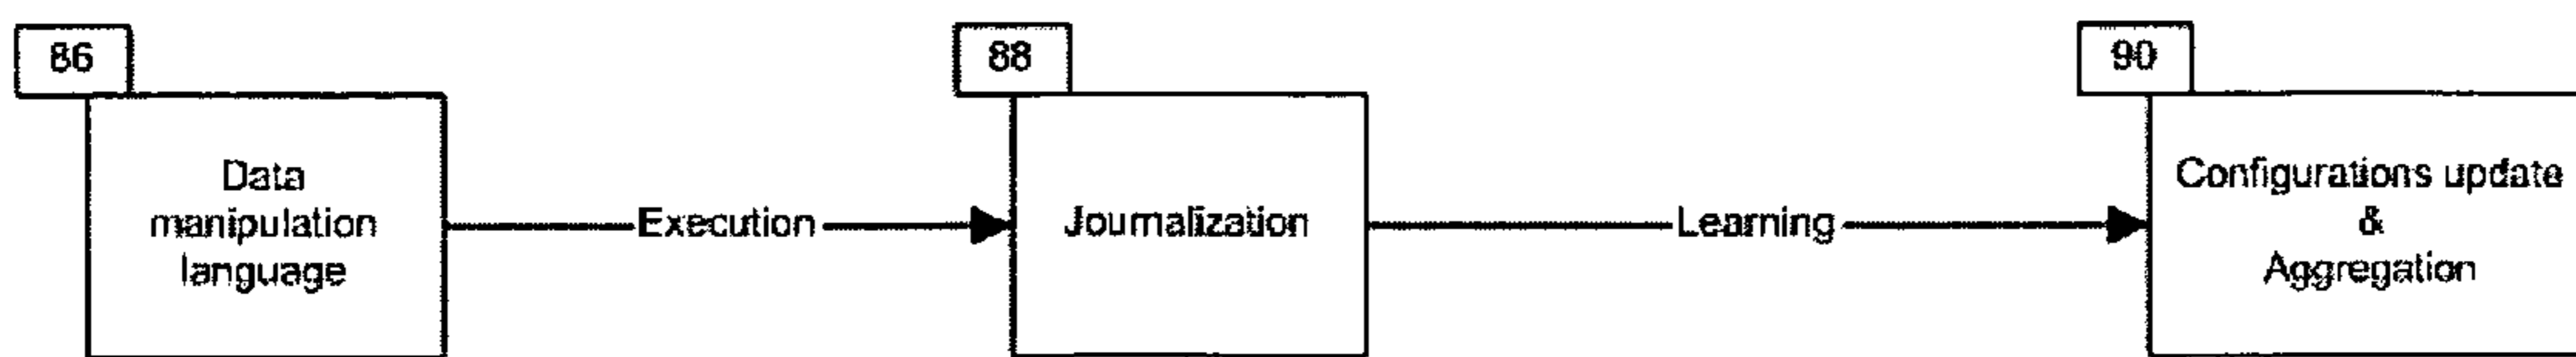 86
Data
manipulation
language
Execution
88
Journalization
Learning
90
Configurations update
&
Aggregation